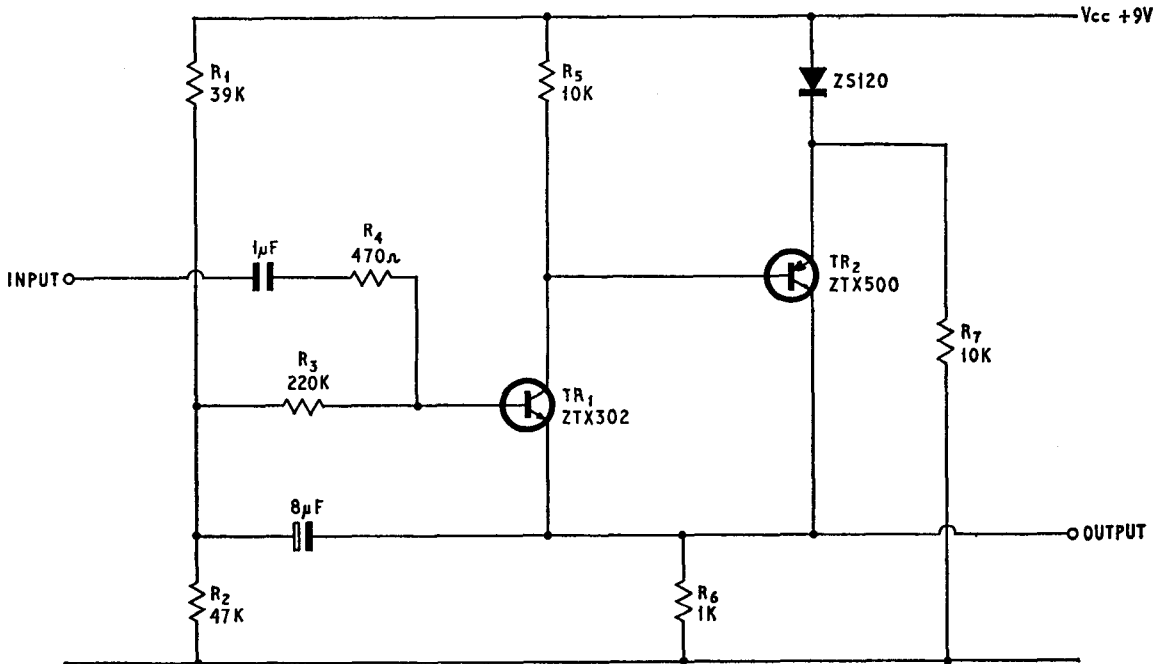 Vcc +9V
R1
39K
R5
10K
ZS120
1µF
R4
470Ω
INPUT
TR2
ZTX500
R7
10K
R3
220K
TR1
ZTX302
8µF
OUTPUT
R2
47K
R6
1K